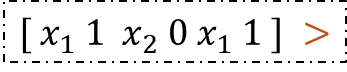 [ x₁ 1 x₂ 0 x₁ 1 ] >